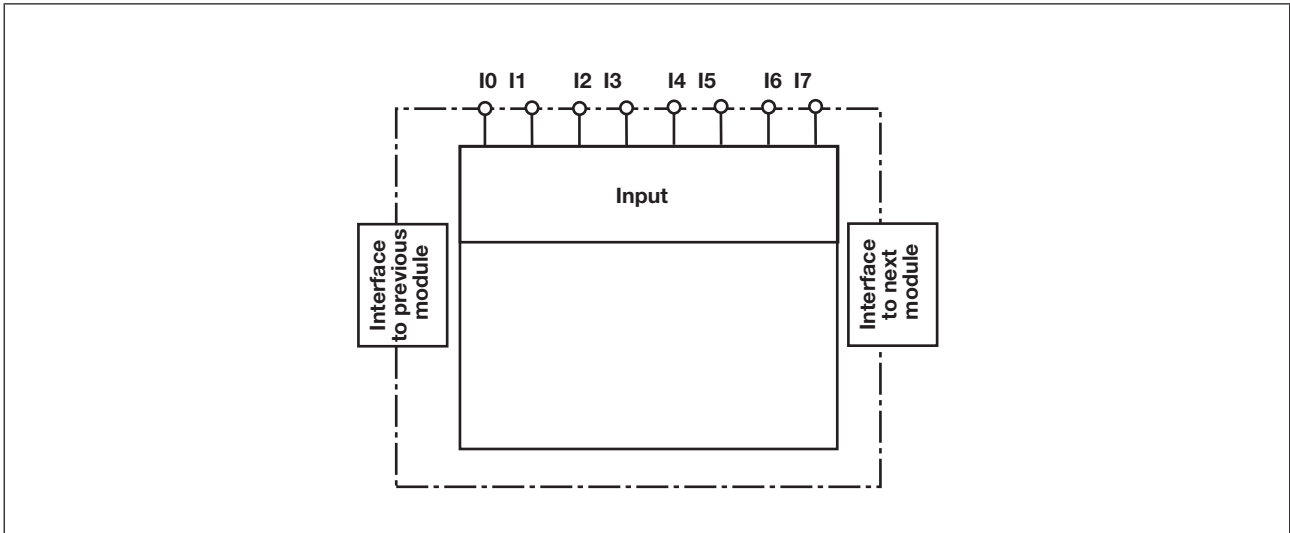 I0 I1 I2 I3 I4 I5 I6 I7
Input
Interface
to previous
module
Interface
to next
module